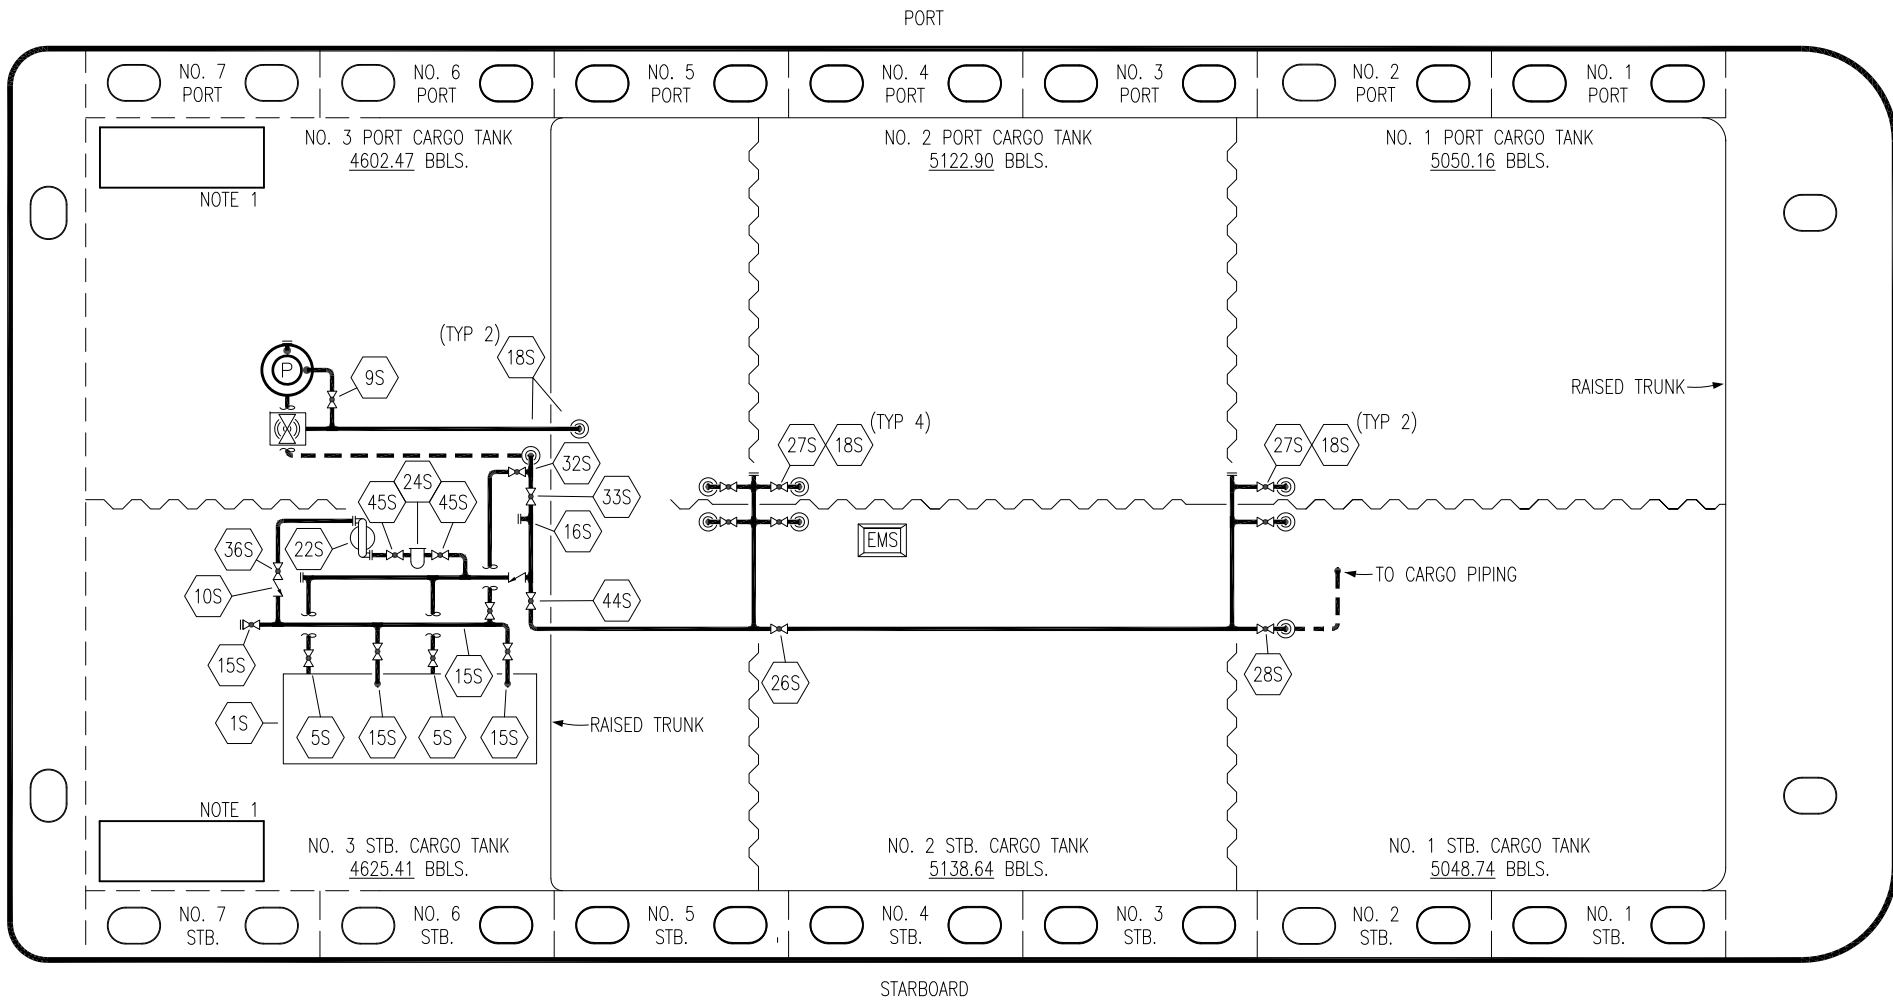 PORT
NO. 7
PORT
NO. 6
PORT
NO. 5
PORT
NO. 4
PORT
NO. 3
PORT
NO. 2
PORT
NO. 1
PORT
NO. 3 PORT CARGO TANK
4602.47 BBLS.
NO. 2 PORT CARGO TANK
5122.90 BBLS.
NO. 1 PORT CARGO TANK
5050.16 BBLS.
NOTE 1
(TYP 2)
18S
P
9S
RAISED TRUNK
(TYP 4)
27S
18S
(TYP 2)
27S
18S
32S
24S
45S
45S
33S
16S
EMS
36S
22S
10S
44S
TO CARGO PIPING
15S
15S
26S
28S
1S
5S
15S
5S
15S
RAISED TRUNK
NOTE 1
NO. 3 STB. CARGO TANK
4625.41 BBLS.
NO. 2 STB. CARGO TANK
5138.64 BBLS.
NO. 1 STB. CARGO TANK
5048.74 BBLS.
NO. 7
STB.
NO. 6
STB.
NO. 5
STB.
NO. 4
STB.
NO. 3
STB.
NO. 2
STB.
NO. 1
STB.
STARBOARD